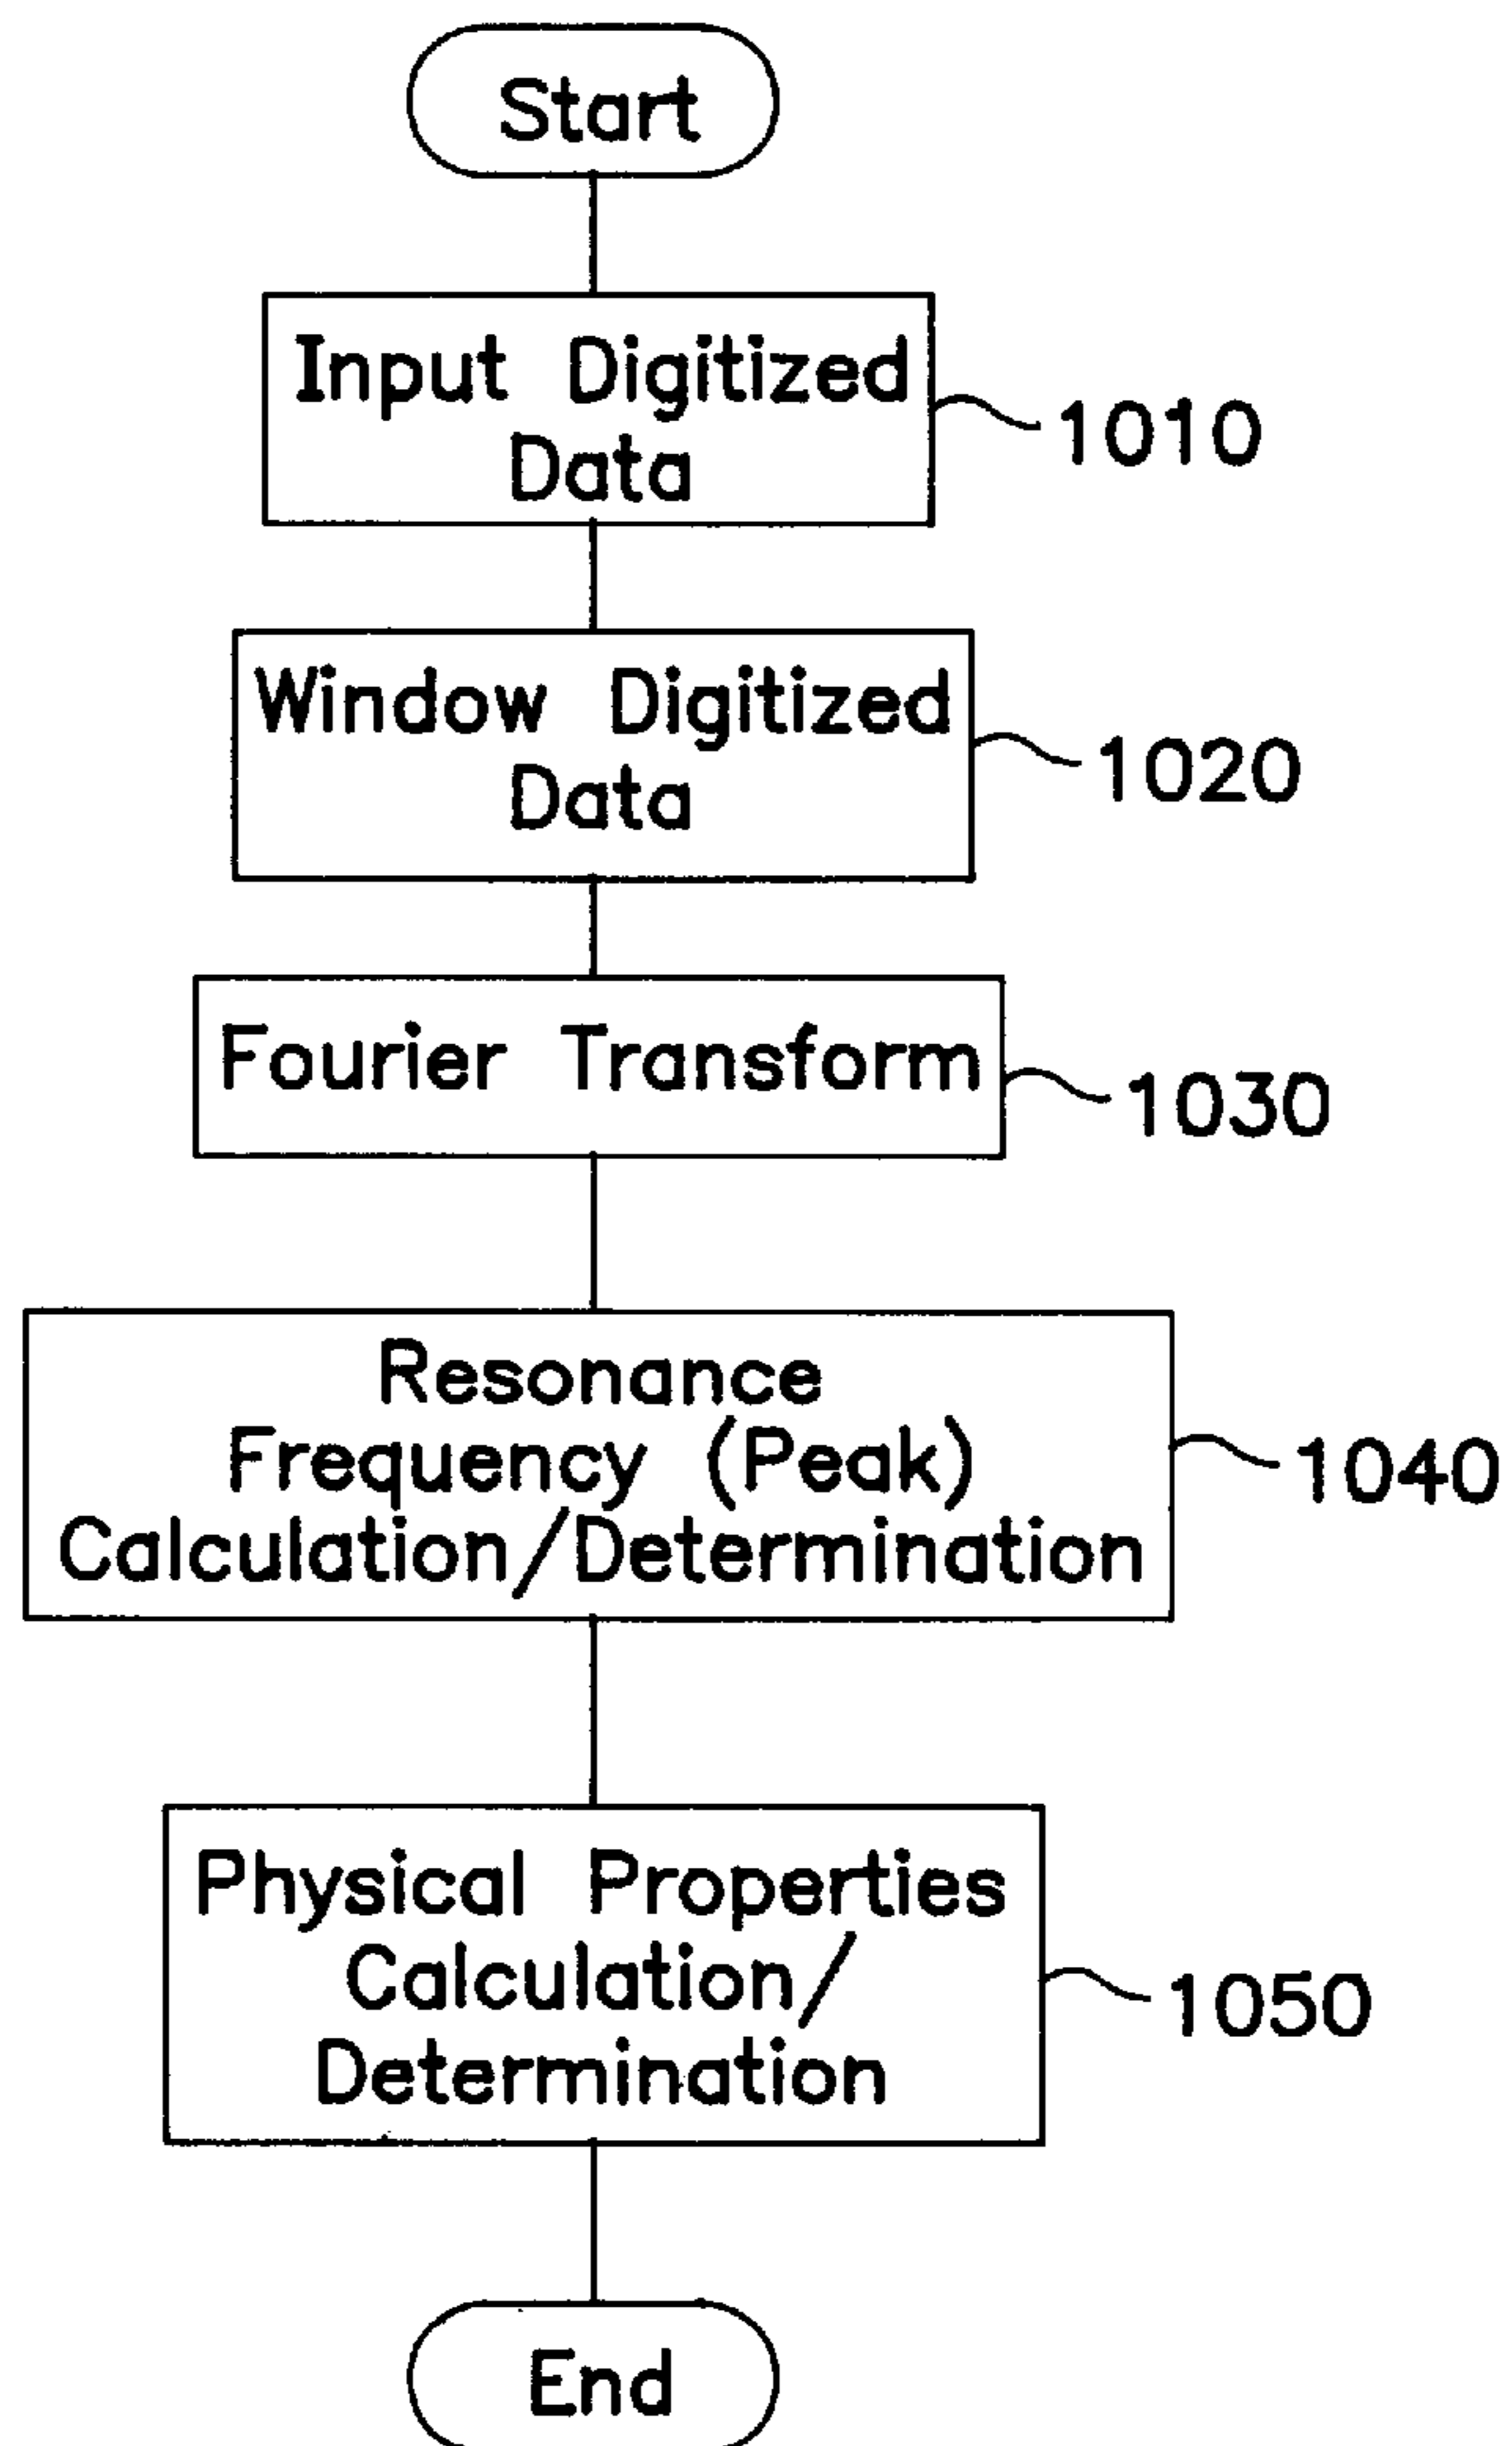 Start
Input Digitized
Data
1010
Window Digitized
Data
1020
Fourier Transform
1030
Resonance
Frequency (Peak)
Calculation/Determination
1040
Physical Properties
Calculation/
Determination
1050
End